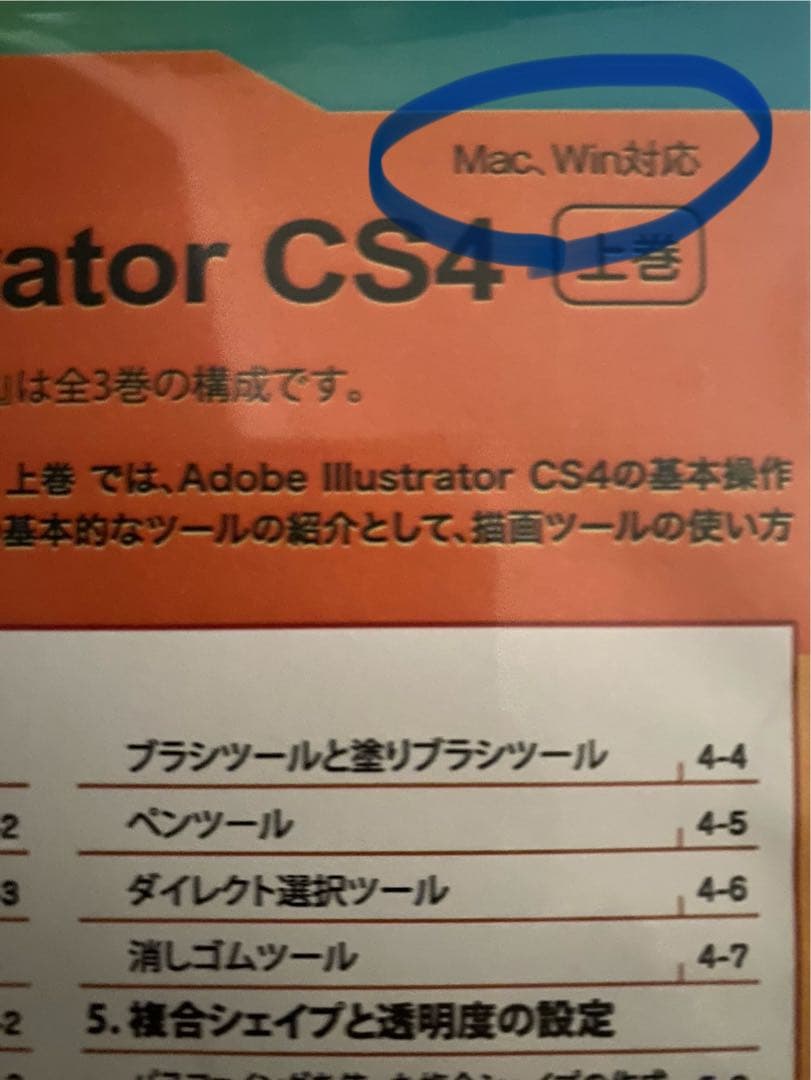 Mac、Win対応
rator CS4 上巻
』は全3巻の構成です。
上巻 では、Adobe Illustrator CS4の基本操作
基本的なツールの紹介として、描画ツールの使い方
ブラシツールと塗りブラシツール 4-4
2 ペンツール 4-5
3 ダイレクト選択ツール 4-6
消しゴムツール 4-7
-2 5. 複合シェイプと透明度の設定